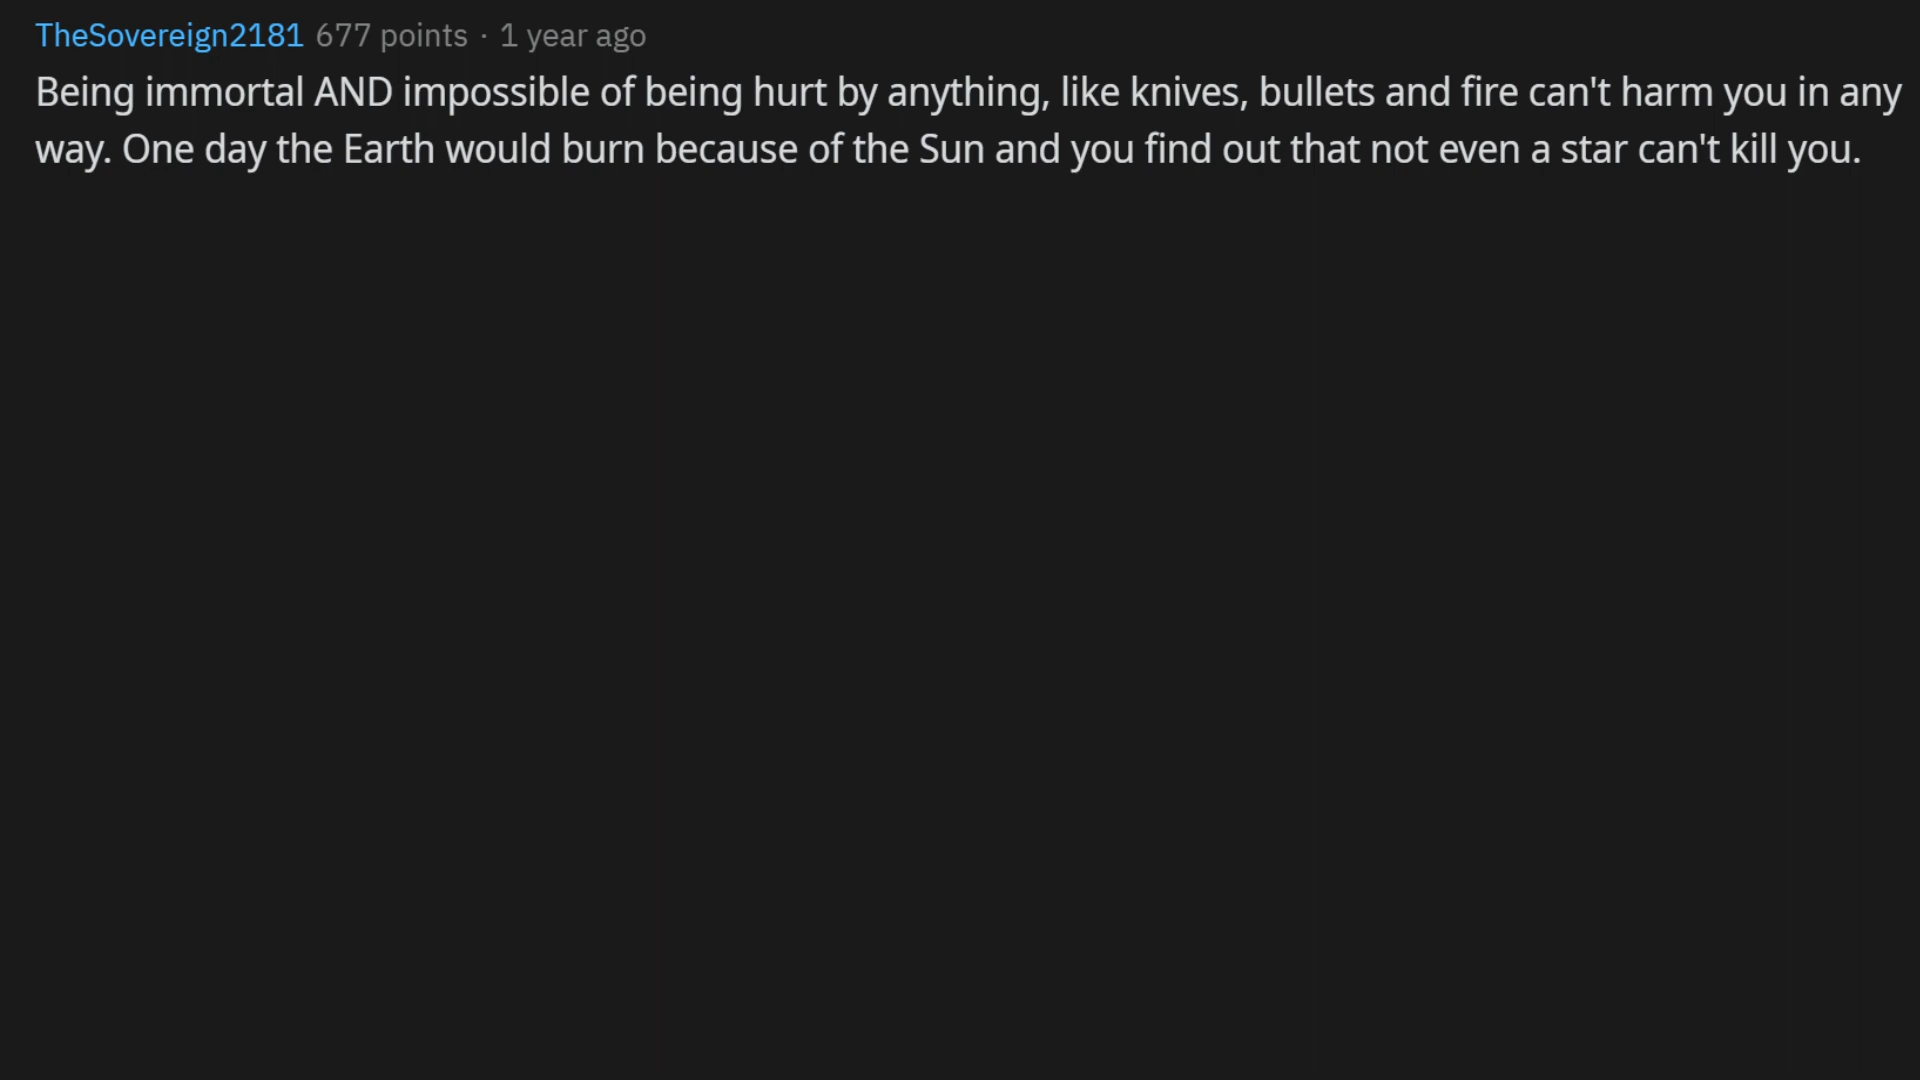 TheSovereign2181 677 points · 1 year ago
Being immortal AND impossible of being hurt by anything, like knives, bullets and fire can't harm you in any
way. One day the Earth would burn because of the Sun and you find out that not even a star can't kill you.